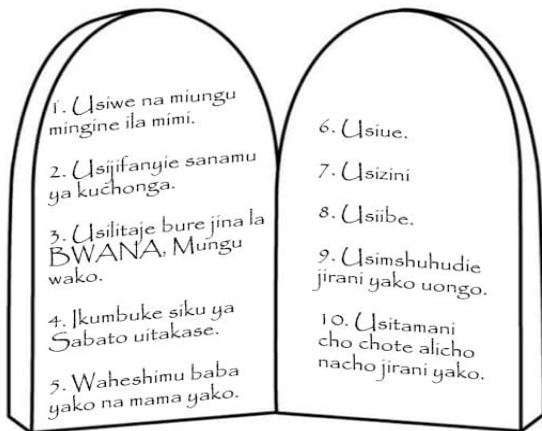 1. Usiwe na miungu
mingine ila mimi.
2. Usijifanyie sanamu
ya kuchonga.
3. Usilitaje bure jina la
BWANA, Mungu
wako.
4. Ikumbuke siku ya
Sabato uitakase.
5. Waheshimu baba
yako na mama yako.
6. Usiue.
7. Usizini
8. Usiibe.
9. Usimshuhudie
jirani yako uongo.
10. Usitamani
cho chote alicho
nacho jirani yako.